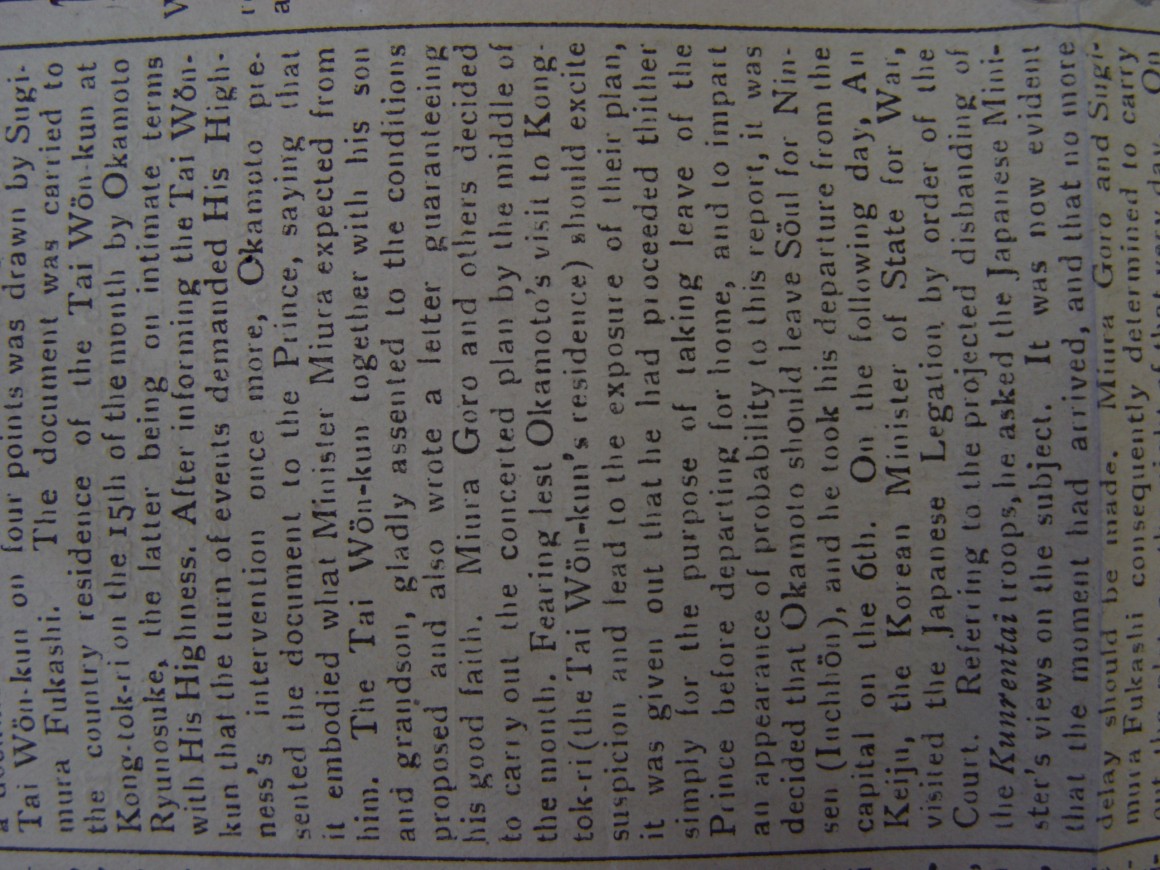 Tai Wön-kun on four points was drawn by Sugi-
mura Fukashi. The document was carried to
the country residence of the Tai Wön-kun at
Kong-tok-ri on the 15th of the month by Okamoto
Ryunosuke, the latter being on intimate terms
with His Highness. After informing the Tai Wön-
kun that the turn of events demanded His High-
ness's intervention once more, Okamoto pre-
sented the document to the Prince, saying that
it embodied what Minister Miura expected from
him. The Tai Wön-kun together with his son
and grandson, gladly assented to the conditions
proposed and also wrote a letter guaranteeing
his good faith. Miura Goro and others decided
to carry out the concerted plan by the middle of
the month. Fearing lest Okamoto's visit to Kong-
tok-ri (the Tai Wön-kun's residence) should excite
suspicion and lead to the exposure of their plan,
it was given out that he had proceeded thither
simply for the purpose of taking leave of the
Prince before departing for home, and to impart
an appearance of probability to this report, it was
decided that Okamoto should leave Söul for Nin-
sen (Inchhön), and he took his departure from the
capital on the 6th. On the following day, An
Keiju, the Korean Minister of State for War,
visited the Japanese Legation by order of the
Court. Referring to the projected disbanding of
the Kunrentai troops, he asked the Japanese Mini-
ster's views on the subject. It was now evident
that the moment had arrived, and that no more
delay should be made. Miura Goro and Sugi-
mura Fukashi consequently determined to carry